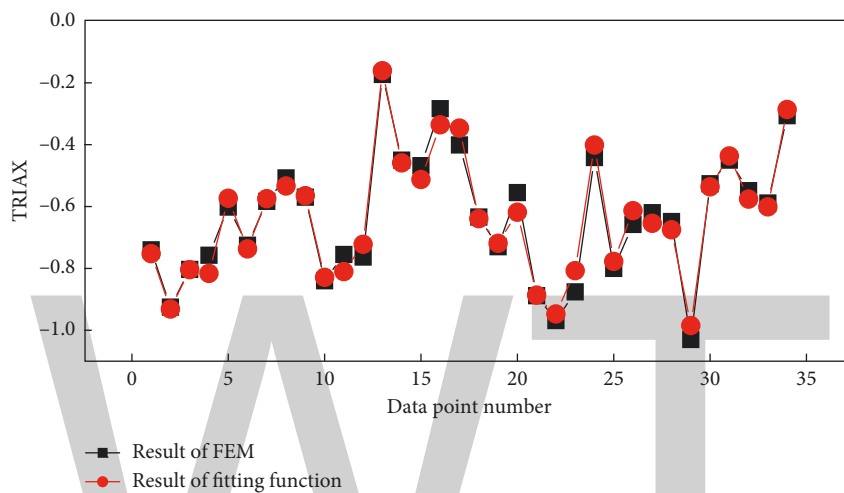 0.0
−0.2
−0.4
−0.6
−0.8
−1.0
TRIAX
0 5 10 15 20 25 30 35
Data point number
Result of FEM
Result of fitting function